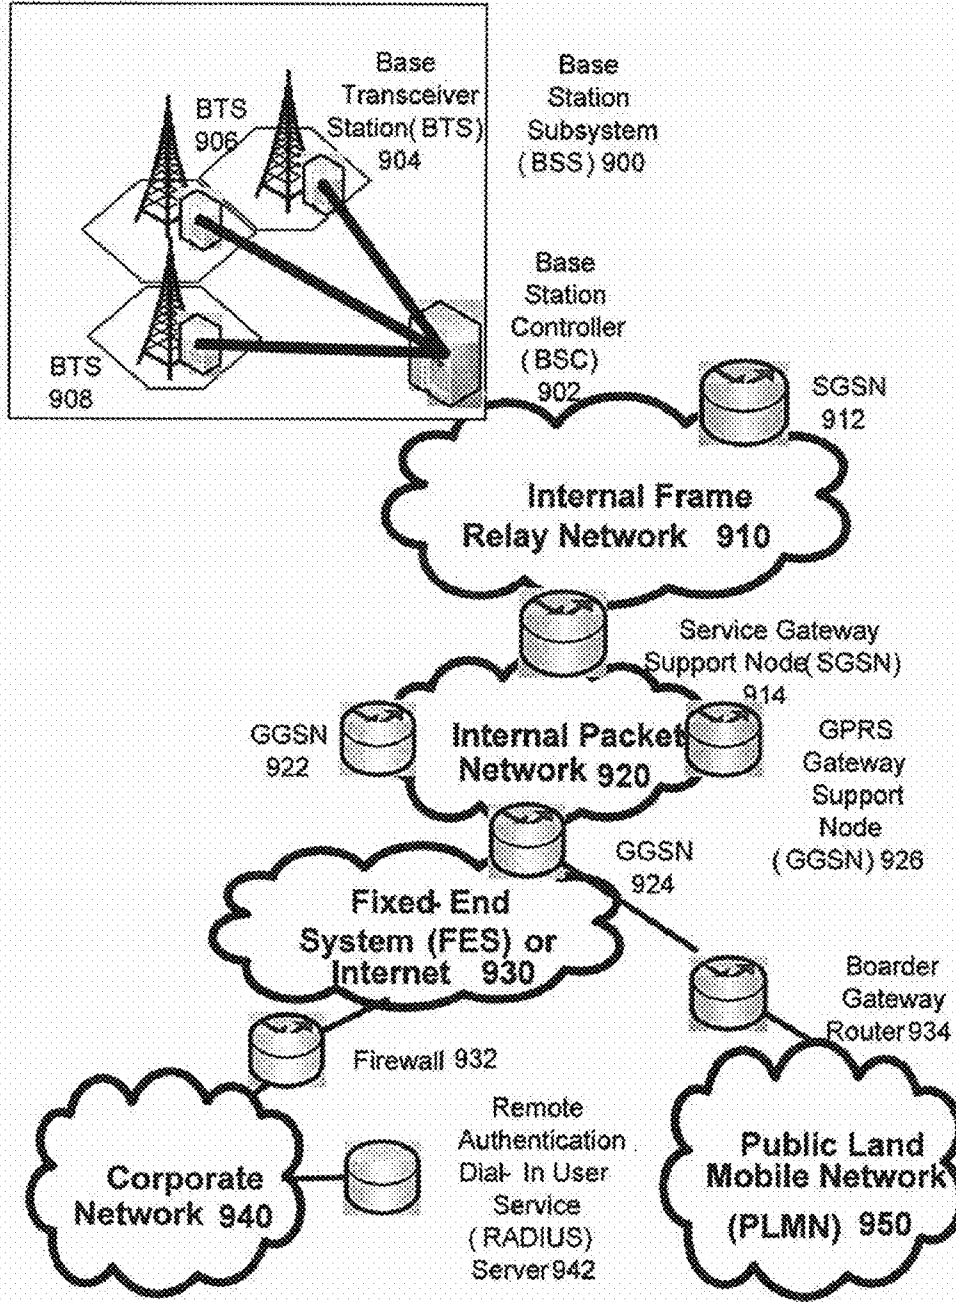 Base
Transceiver
Station(BTS)
904
BTS
906
Base
Station
Subsystem
(BSS) 900
Base
Station
Controller
(BSC)
902
BTS
908
SGSN
912
Internal Frame
Relay Network 910
Service Gateway
Support Node(SGSN)
914
GGSN
922
Internal Packet
Network 920
GPRS
Gateway
Support
Node
(GGSN) 926
GGSN
924
Fixed-End
System (FES) or
Internet 930
Boarder
Gateway
Router 934
Firewall 932
Remote
Authentication
Dial-In User
Service
(RADIUS)
Server 942
Corporate
Network 940
Public Land
Mobile Network
(PLMN) 950